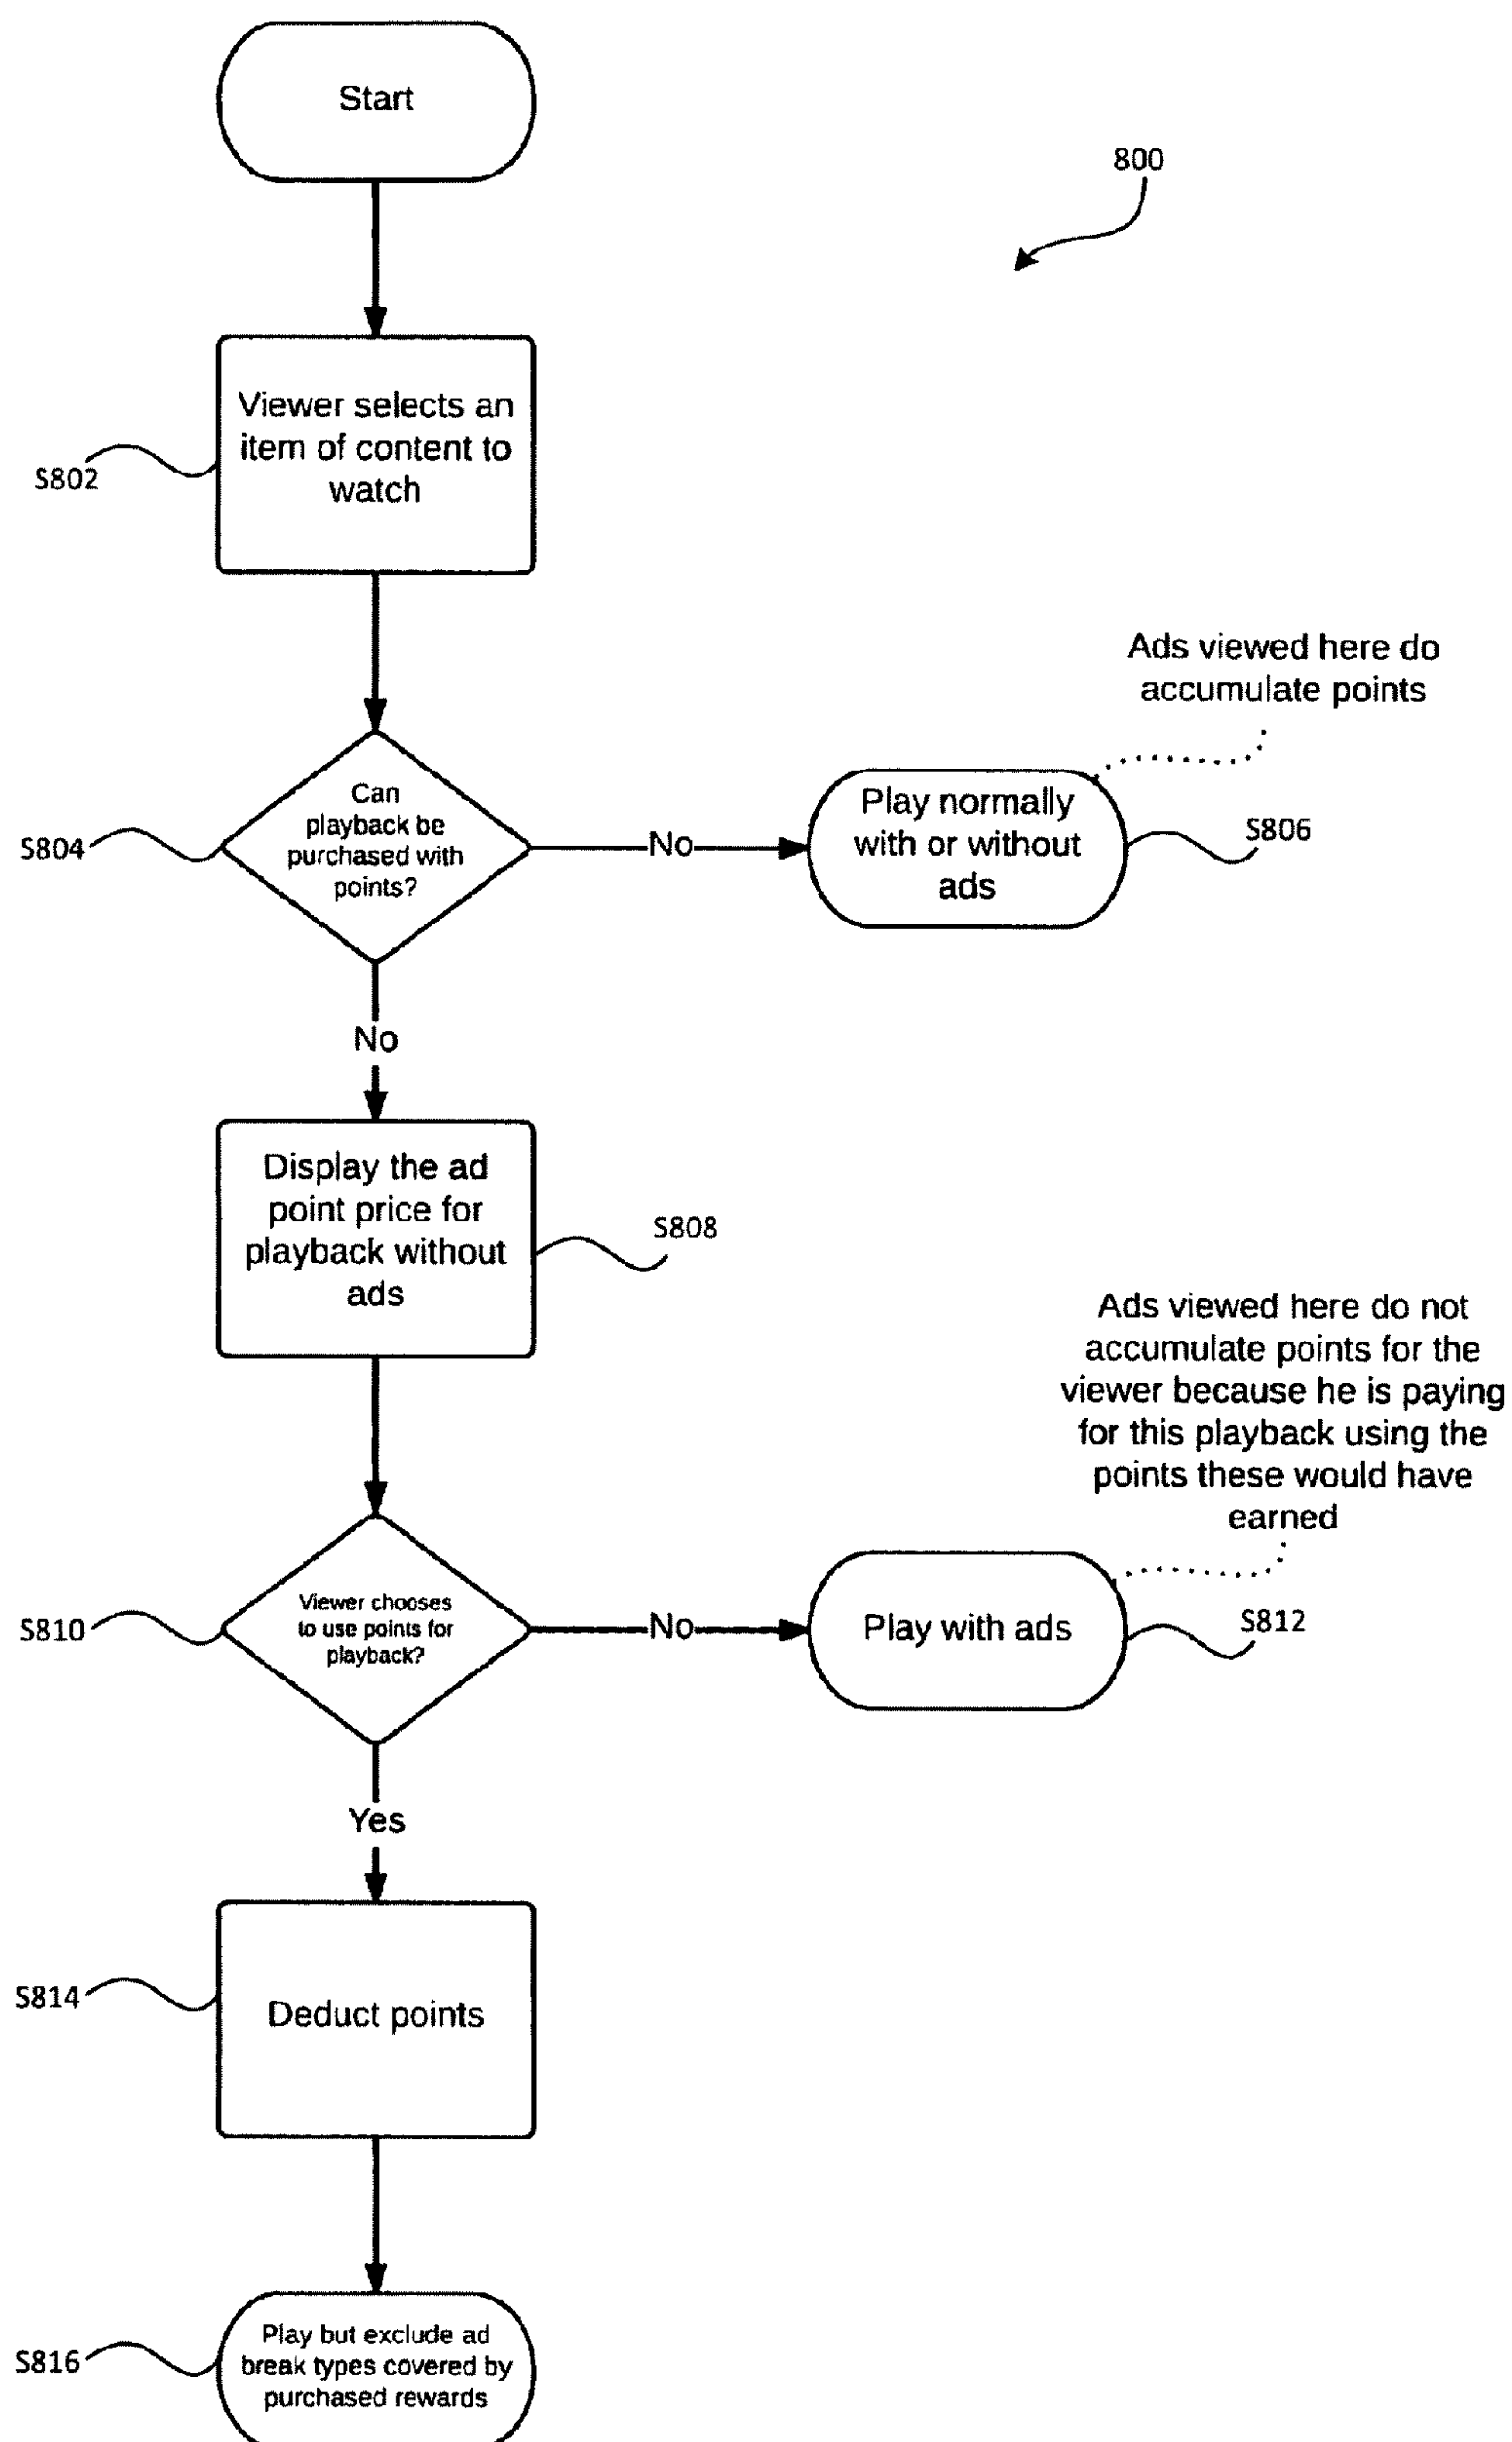 Start
800
Viewer selects an
item of content to
watch
S802
Ads viewed here do
accumulate points
Can
playback be
purchased with
points?
S804
No
Play normally
with or without
ads
S806
No
Display the ad
point price for
playback without
ads
S808
Ads viewed here do not
accumulate points for the
viewer because he is paying
for this playback using the
points these would have
earned
Viewer chooses
to use points for
playback?
S810
No
Play with ads
S812
Yes
Deduct points
S814
Play but exclude ad
break types covered by
purchased rewards
S816